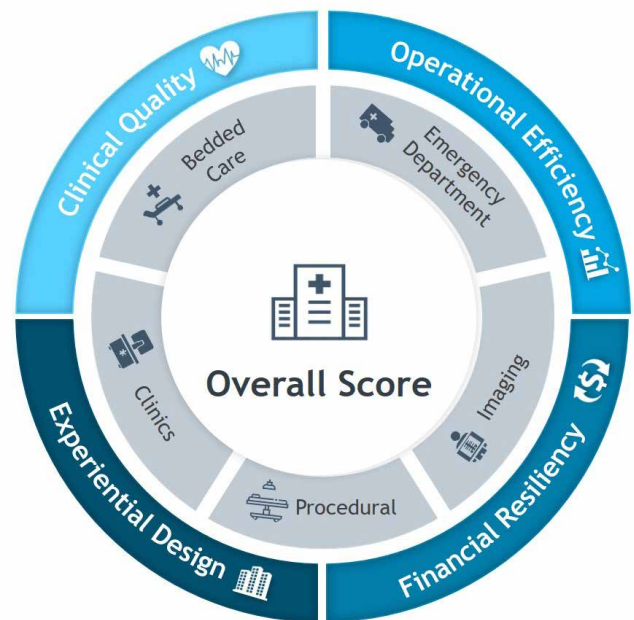 Clinical Quality
Operational Efficiency
Bedded
Care
Emergency
Department
Overall Score
Clinics
Imaging
Procedural
Experiential Design
Financial Resiliency